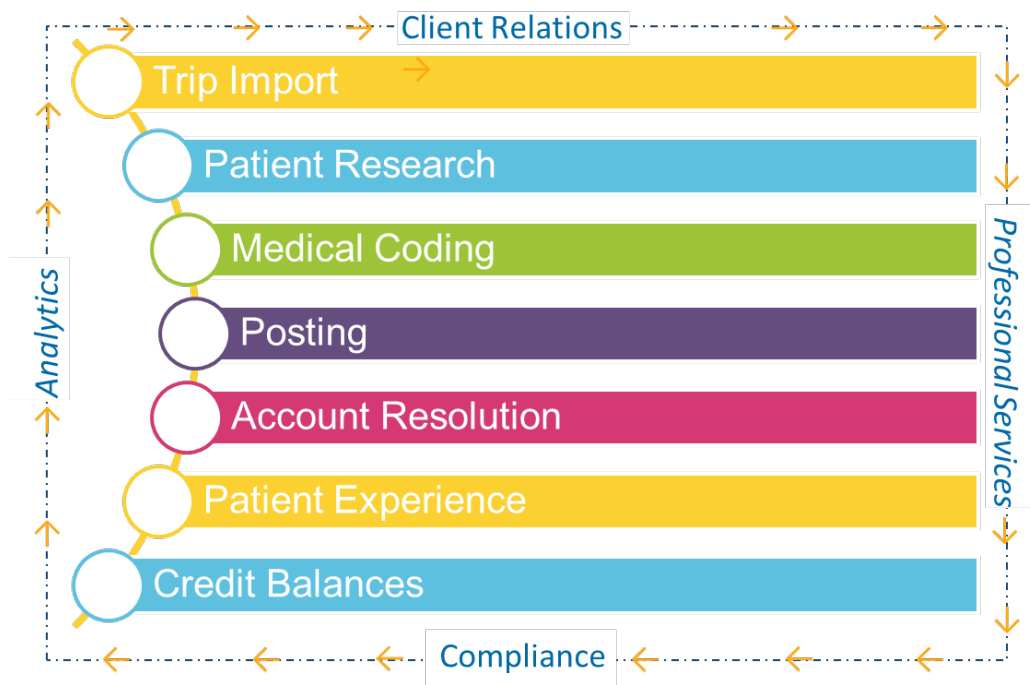 Client Relations
Trip Import
Patient Research
Medical Coding
Posting
Account Resolution
Patient Experience
Credit Balances
Analytics
Professional Services
Compliance